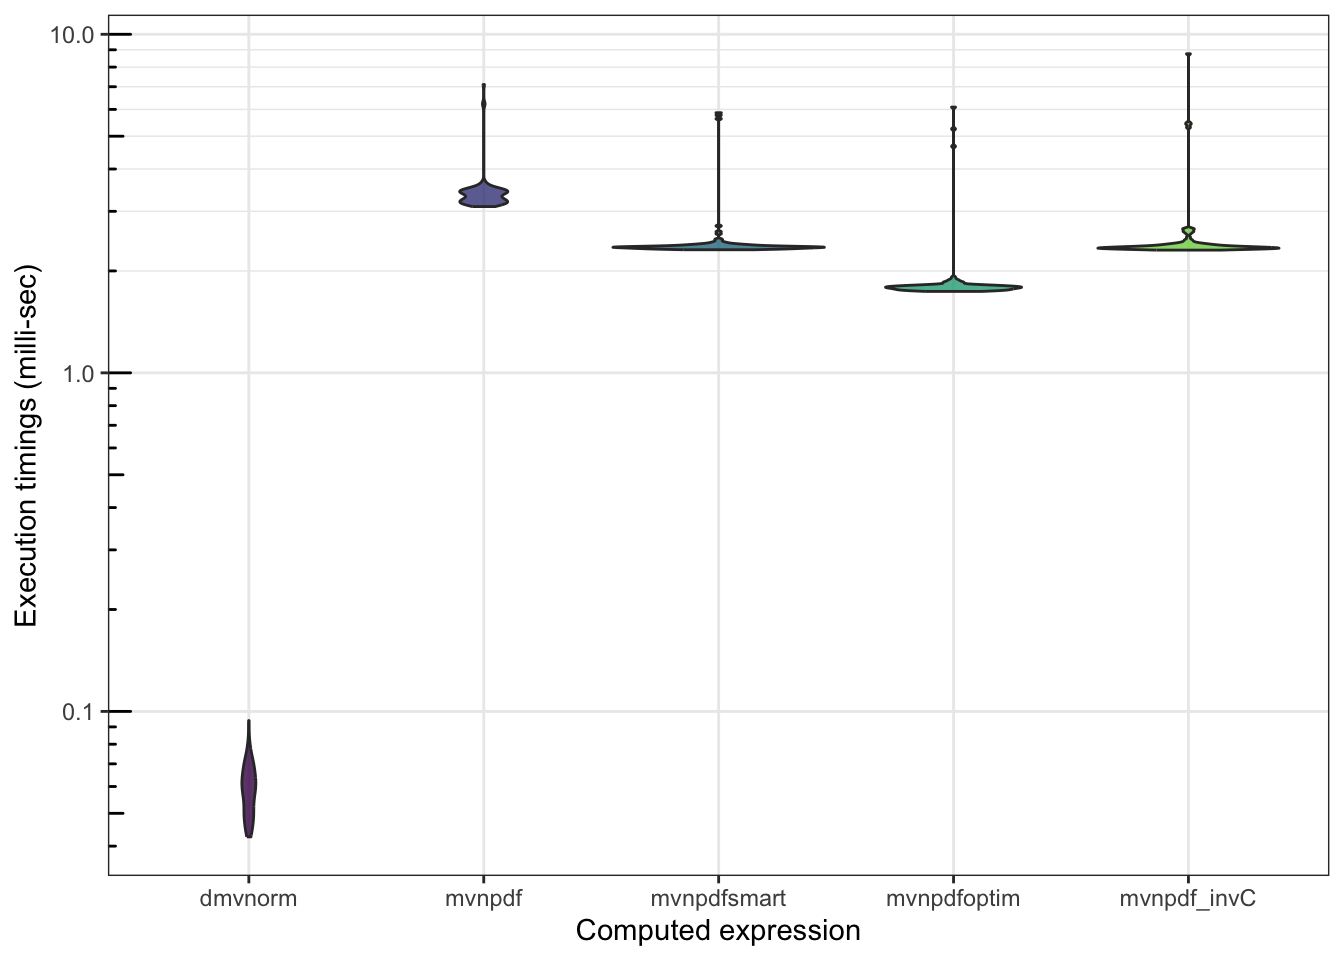 10.0
1.0
0.1
Execution timings (milli-sec)
dmvnorm mvnpdf mvnpdfsmart mvnpdfoptim mvnpdf_invC
Computed expression